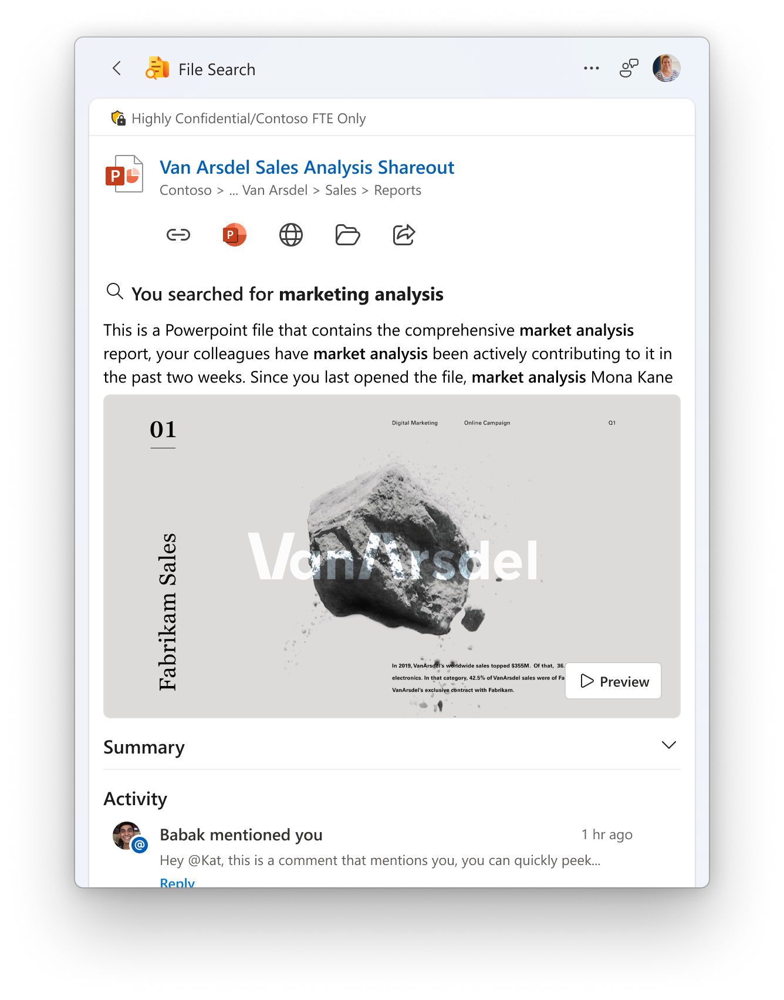 File Search
Highly Confidential/Contoso FTE Only
P
Van Arsdel Sales Analysis Shareout
Contoso > ... Van Arsdel > Sales > Reports
P
You searched for marketing analysis
This is a Powerpoint file that contains the comprehensive market analysis
report, your colleagues have market analysis been actively contributing to it in
the past two weeks. Since you last opened the file, market analysis Mona Kane
01
Digital Marketing
Online Campaign
Q1
VanArsdel
Fabrikam Sales
In 2019, VanArsdel's worldwide sales topped $355M. Of that, 36.
electronics. In that category, 42.5% of VanArsdel sales were of Fa
VanArsdel's exclusive contract with Fabrikam.
Preview
Summary
Activity
Babak mentioned you
1 hr ago
@
Hey @Kat, this is a comment that mentions you, you can quickly peek...
Reply